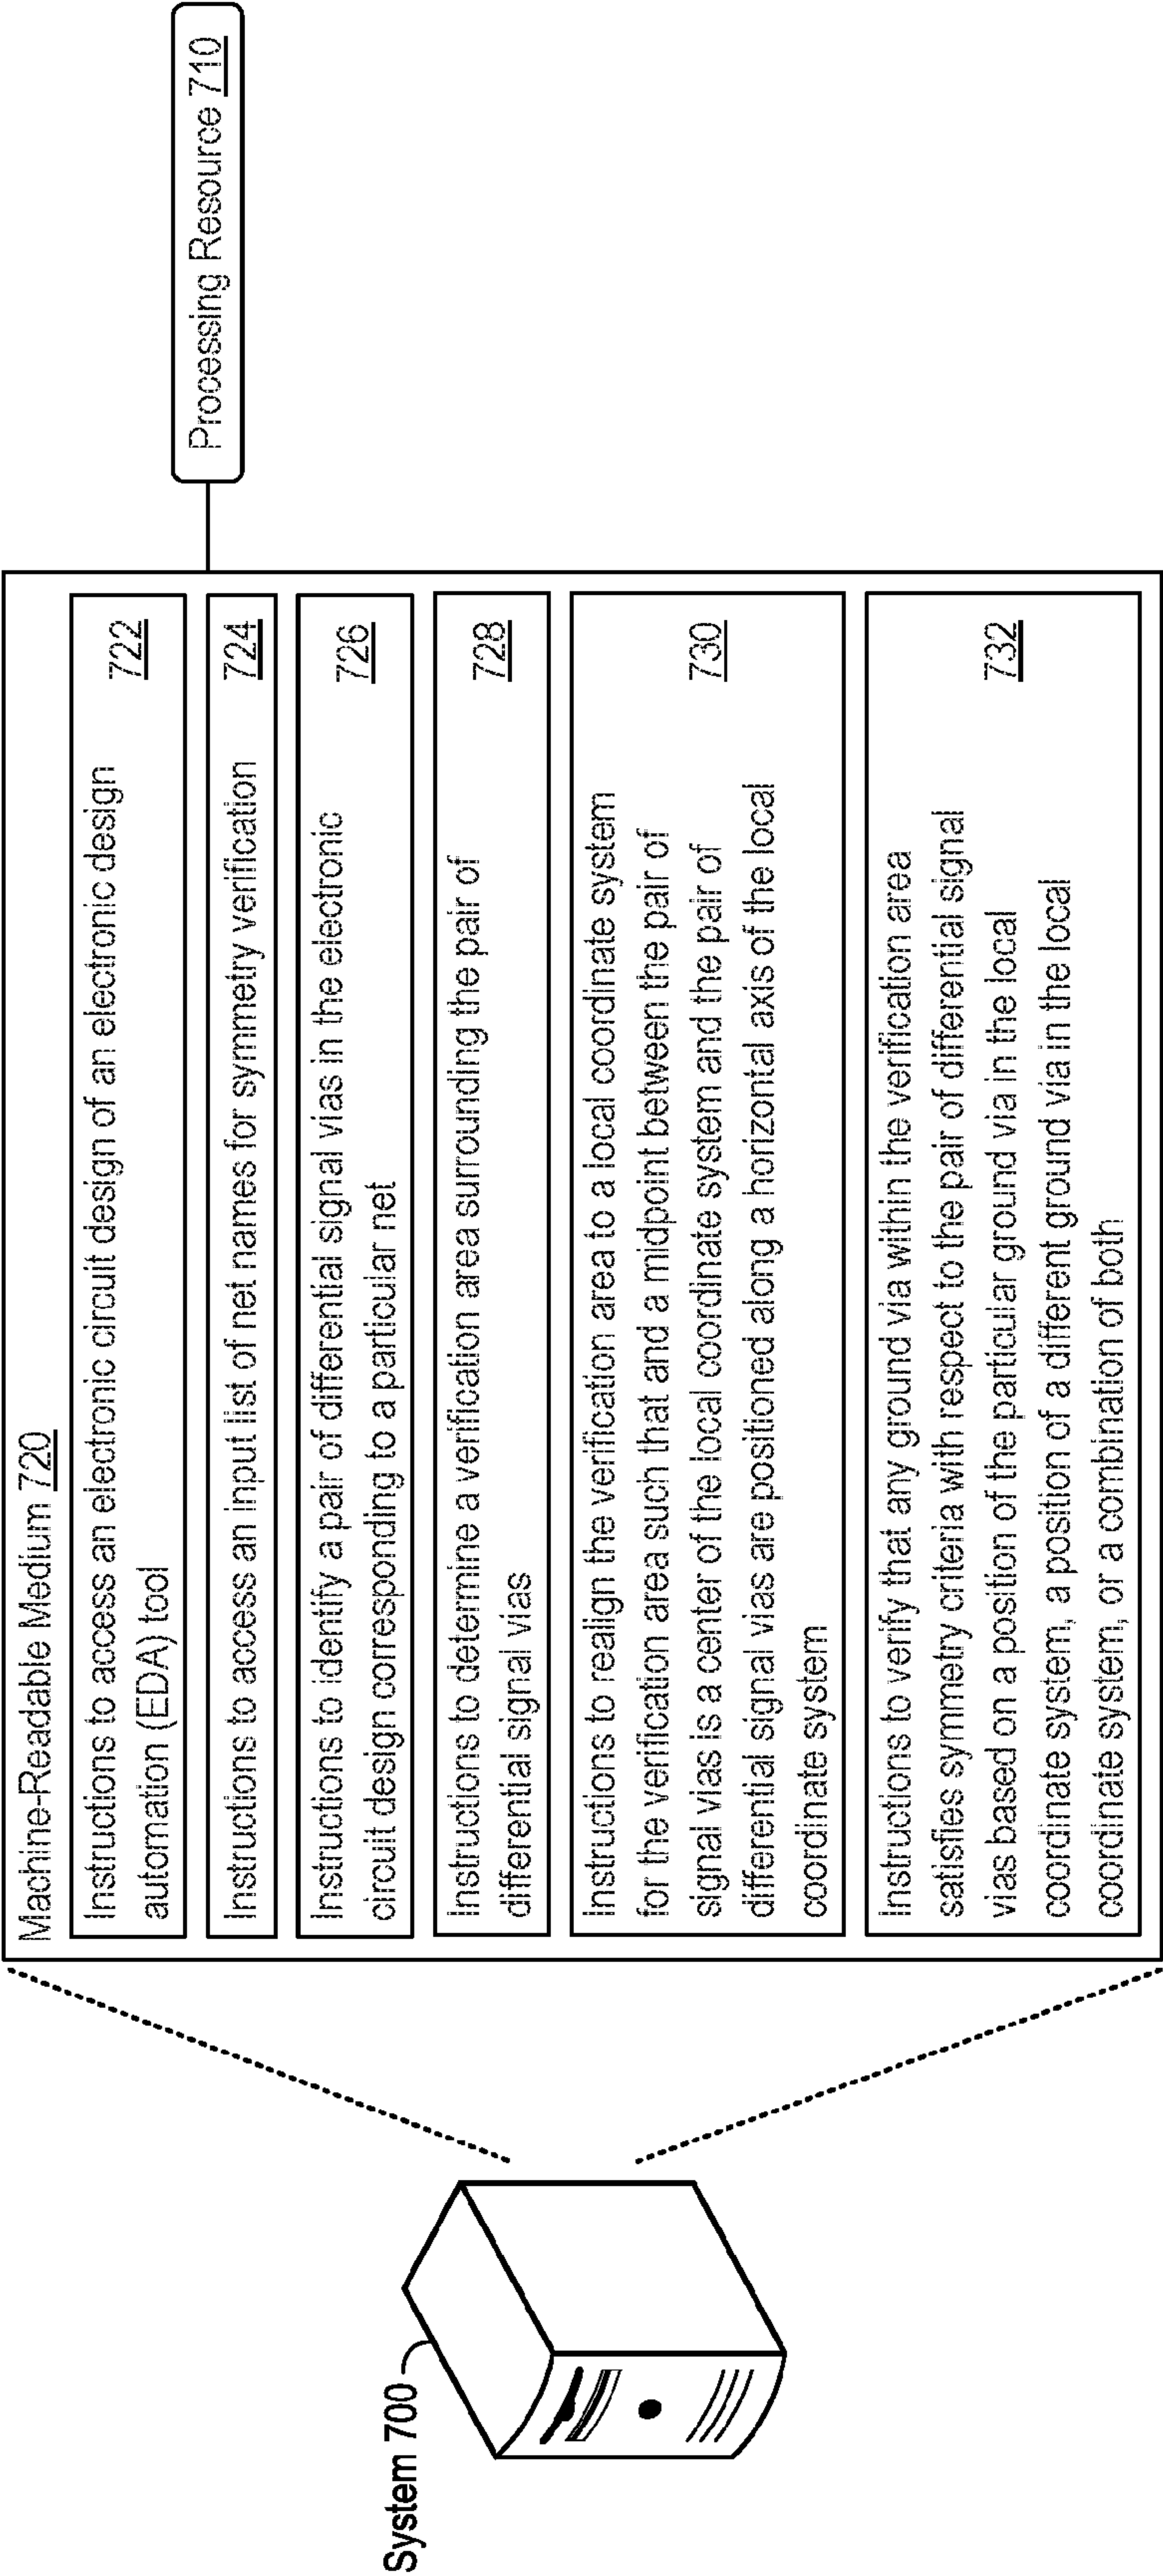 System 700
Machine-Readable Medium 720
Instructions to access an electronic circuit design of an electronic design
automation (EDA) tool
722
Instructions to access an input list of net names for symmetry verification
724
Instructions to identify a pair of differential signal vias in the electronic
circuit design corresponding to a particular net
726
Instructions to determine a verification area surrounding the pair of
differential signal vias
728
Instructions to realign the verification area to a local coordinate system
for the verification area such that and a midpoint between the pair of
signal vias is a center of the local coordinate system and the pair of
differential signal vias are positioned along a horizontal axis of the local
coordinate system
730
Instructions to verify that any ground via within the verification area
satisfies symmetry criteria with respect to the pair of differential signal
vias based on a position of the particular ground via in the local
coordinate system, a position of a different ground via in the local
coordinate system, or a combination of both
732
Processing Resource 710